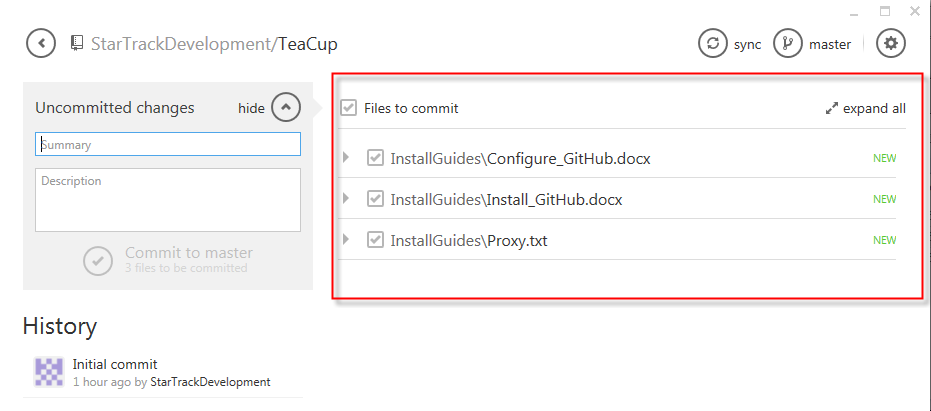 StarTrackDevelopment/TeaCup
sync
master
Uncommitted changes
hide
Summary
Description
Commit to master
3 files to be committed
Files to commit
expand all
InstallGuides\Configure_GitHub.docx NEW
InstallGuides\Install_GitHub.docx NEW
InstallGuides\Proxy.txt NEW
History
Initial commit
1 hour ago by StarTrackDevelopment